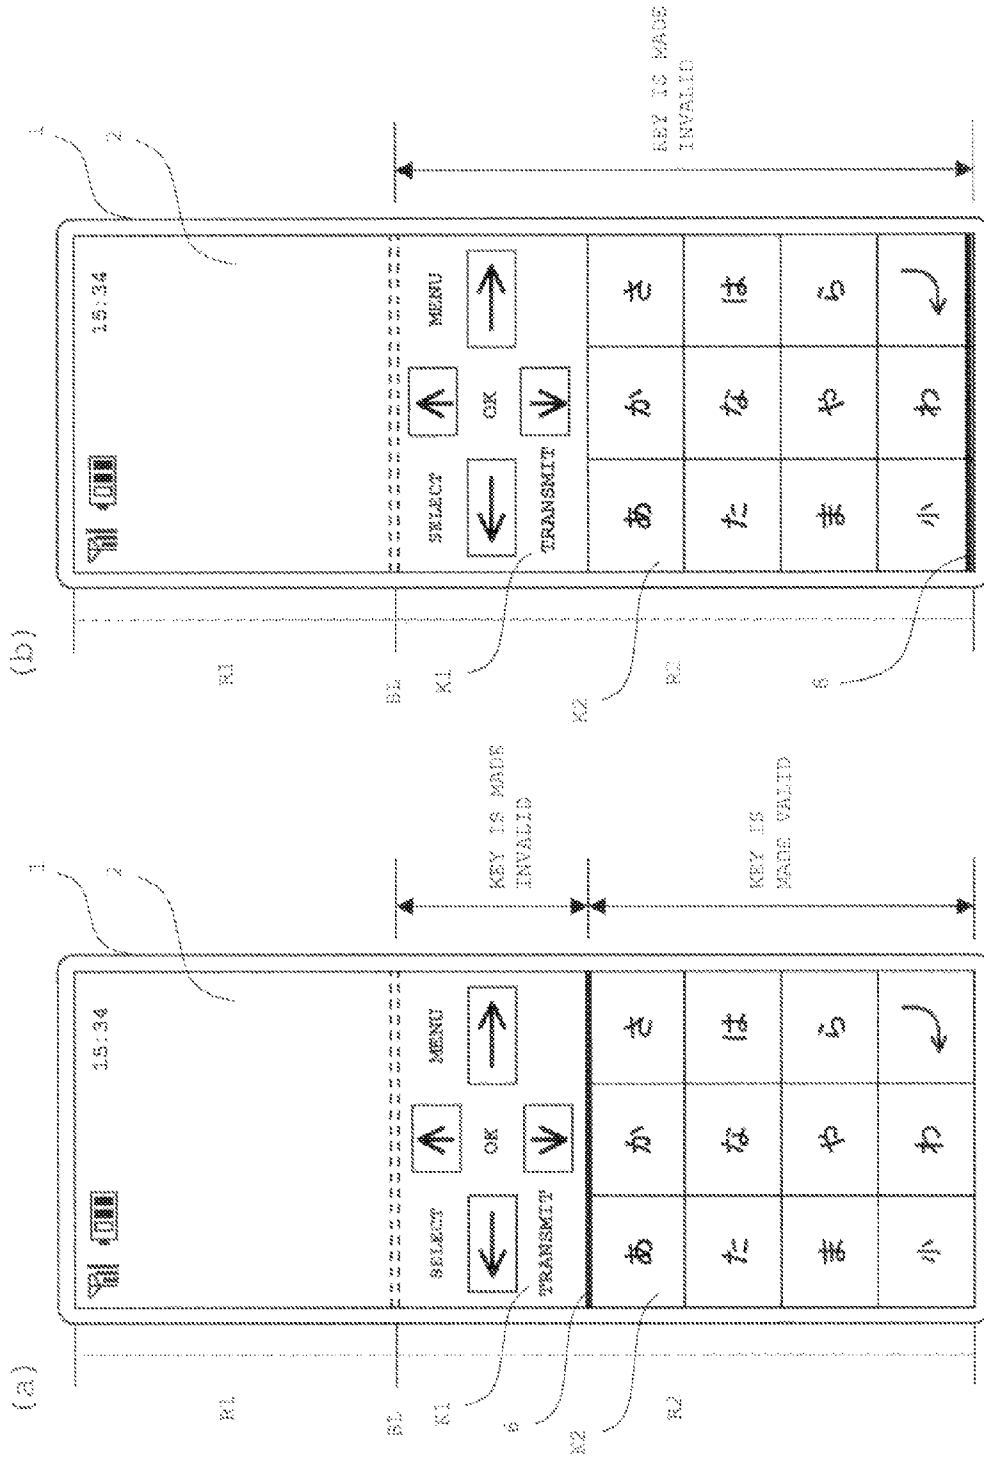 (a)
1
2
15:34
R1
BL
SELECT
MENU
OK
TRANSMIT
K1
6
K2
R2
あ か さ
た な は
ま や ら
小 わ
KEY IS MADE
INVALID
KEY IS
MADE VALID
(b)
1
2
15:34
R1
BL
SELECT
MENU
OK
TRANSMIT
K1
K2
R2
6
あ か さ
た な は
ま や ら
小 わ
KEY IS MADE
INVALID